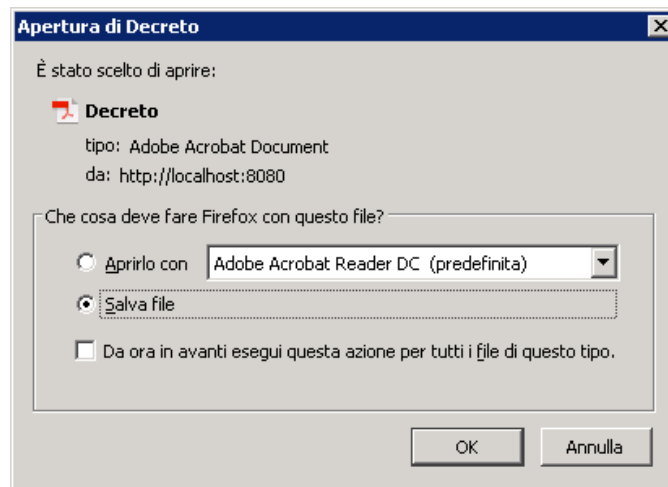 Apertura di Decreto
È stato scelto di aprire:
Decreto
tipo: Adobe Acrobat Document
da: http://localhost:8080
Che cosa deve fare Firefox con questo file?
Aprirlo con Adobe Acrobat Reader DC (predefinita)
Salva file
Da ora in avanti esegui questa azione per tutti i file di questo tipo.
OK Annulla